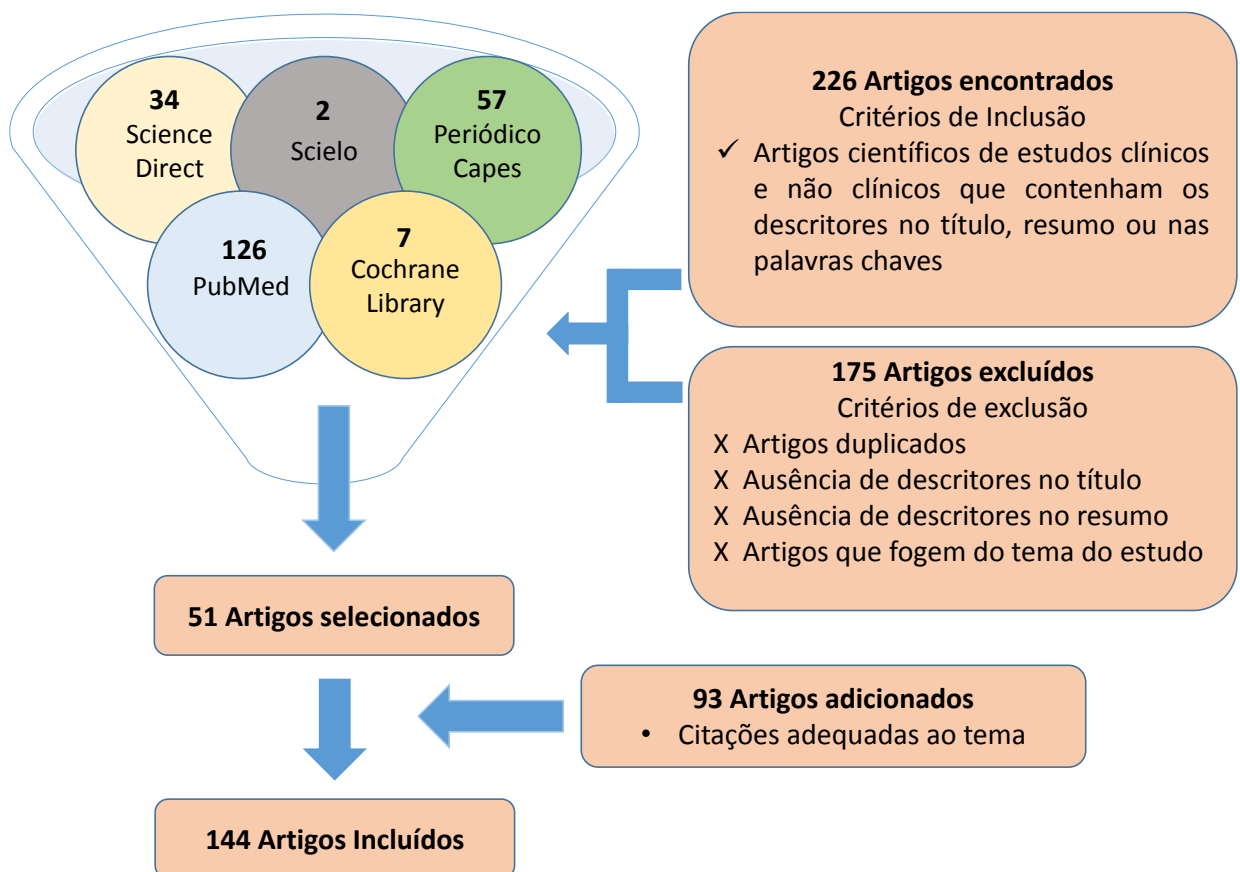 34
Science
Direct
2
Scielo
57
Periódico
Capes
126
PubMed
7
Cochrane
Library
226 Artigos encontrados
Critérios de Inclusão
✓ Artigos científicos de estudos clínicos
e não clínicos que contenham os
descritores no título, resumo ou nas
palavras chaves
175 Artigos excluídos
Critérios de exclusão
X Artigos duplicados
X Ausência de descritores no título
X Ausência de descritores no resumo
X Artigos que fogem do tema do estudo
51 Artigos selecionados
93 Artigos adicionados
• Citações adequadas ao tema
144 Artigos Incluídos